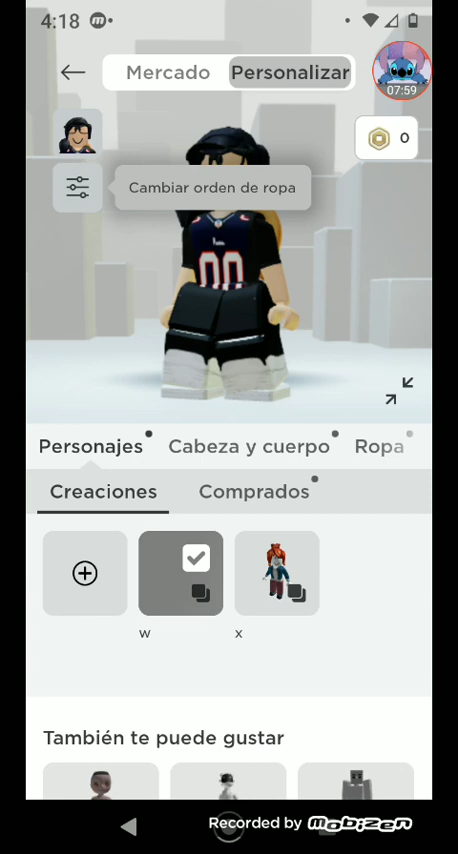 4:18
Mercado
Personalizar
07:59
0
Cambiar orden de ropa
00
Personajes
Cabeza y cuerpo
Ropa
Creaciones
Comprados
w
x
También te puede gustar
Recorded by Mobizen